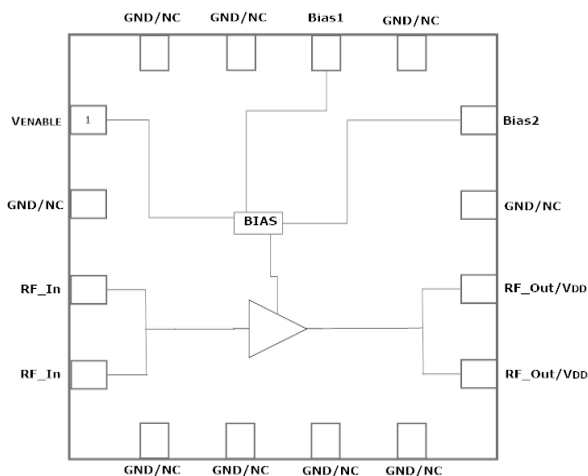 GND/NC GND/NC Bias1 GND/NC
VENABLE 1 Bias2
GND/NC GND/NC
BIAS
RF_In RF_Out/VDD
RF_In RF_Out/VDD
GND/NC GND/NC GND/NC GND/NC